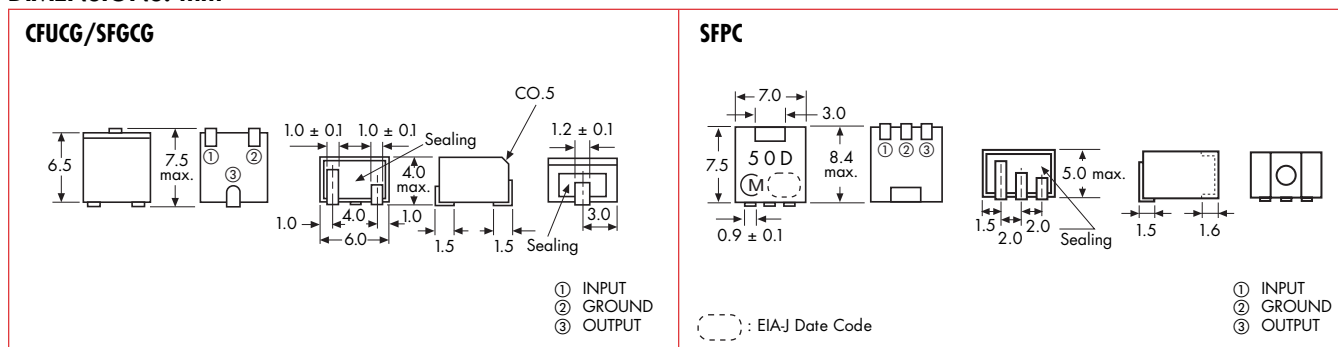 CFUCG/SFGCG
6.5
7.5
max.
①
②
③
1.0 ± 0.1
1.0 ± 0.1
Sealing
4.0
max.
1.0
4.0
1.0
6.0
CO.5
1.5
1.5
1.2 ± 0.1
3.0
Sealing
① INPUT
② GROUND
③ OUTPUT
SFPC
7.0
3.0
7.5
50D
M
8.4
max.
0.9 ± 0.1
① ② ③
5.0 max.
1.5
2.0
2.0
Sealing
1.5
1.6
: EIA-J Date Code
① INPUT
② GROUND
③ OUTPUT